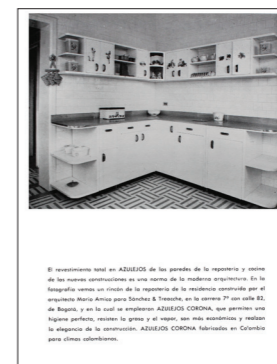 El revestimiento total en AZULEJOS de las paredes de la repostería y cocina
de las nuevas construcciones es una norma de la moderna arquitectura. En la
fotografía vemos un rincón de la repostería de la residencia construída por el
arquitecto Mario Amico para Sánchez & Treasche, en la carrera 7ª con calle 82,
de Bogotá, y en la cual se emplearon AZULEJOS CORONA, que permiten una
higiene perfecta, resisten la grasa y el vapor, son más económicos y realzan
la elegancia de la construcción. AZULEJOS CORONA fabricados en Colombia
para climas colombianos.